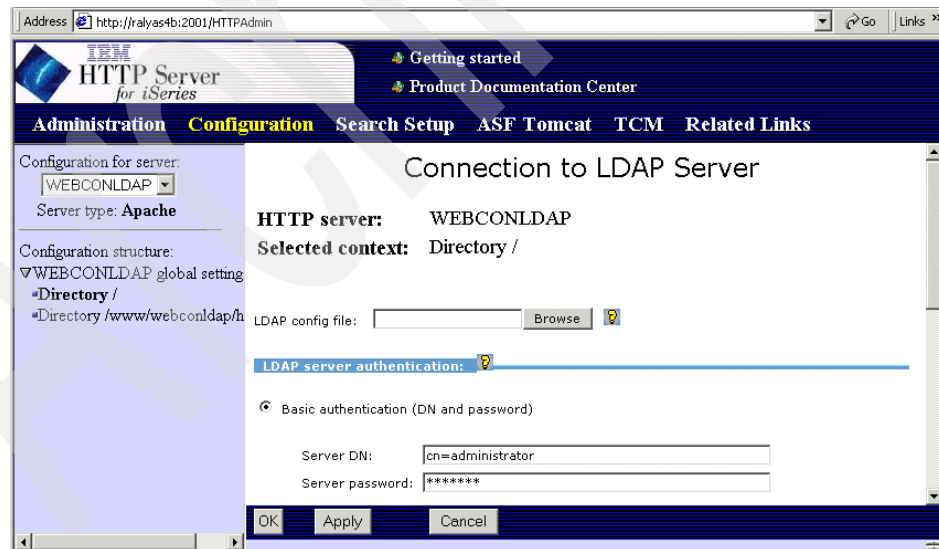 Address http://ralyas4b:2001/HTTPAdmin Go Links »
IBM
HTTP Server
for iSeries
Getting started
Product Documentation Center
Administration Configuration Search Setup ASF Tomcat TCM Related Links
Configuration for server:
WEBCONLDAP
Server type: Apache
Configuration structure:
WEBCONLDAP global setting
Directory /
Directory /www/webconldap/h
Connection to LDAP Server
HTTP server: WEBCONLDAP
Selected context: Directory /
LDAP config file: Browse ?
LDAP server authentication: ?
Basic authentication (DN and password)
Server DN: cn=administrator
Server password: *******
OK Apply Cancel